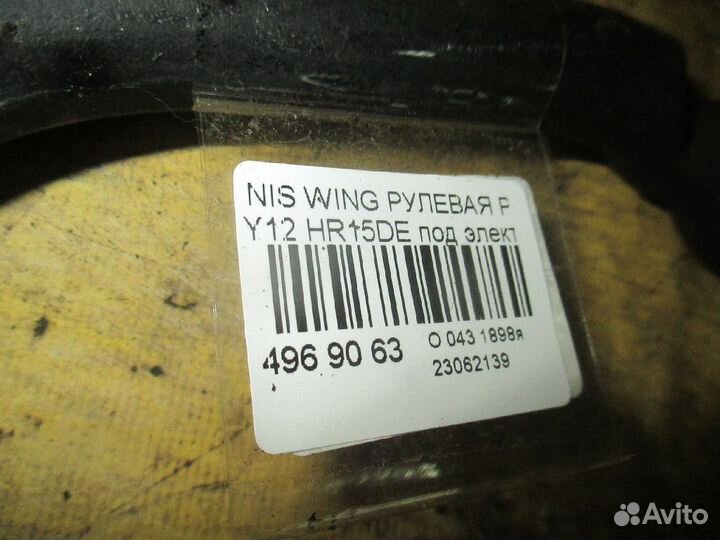 NIS WING РУЛЕВАЯ Р
Y12 HR15DE под элект
496 90 63
O 043 1898я
23062139
Avito